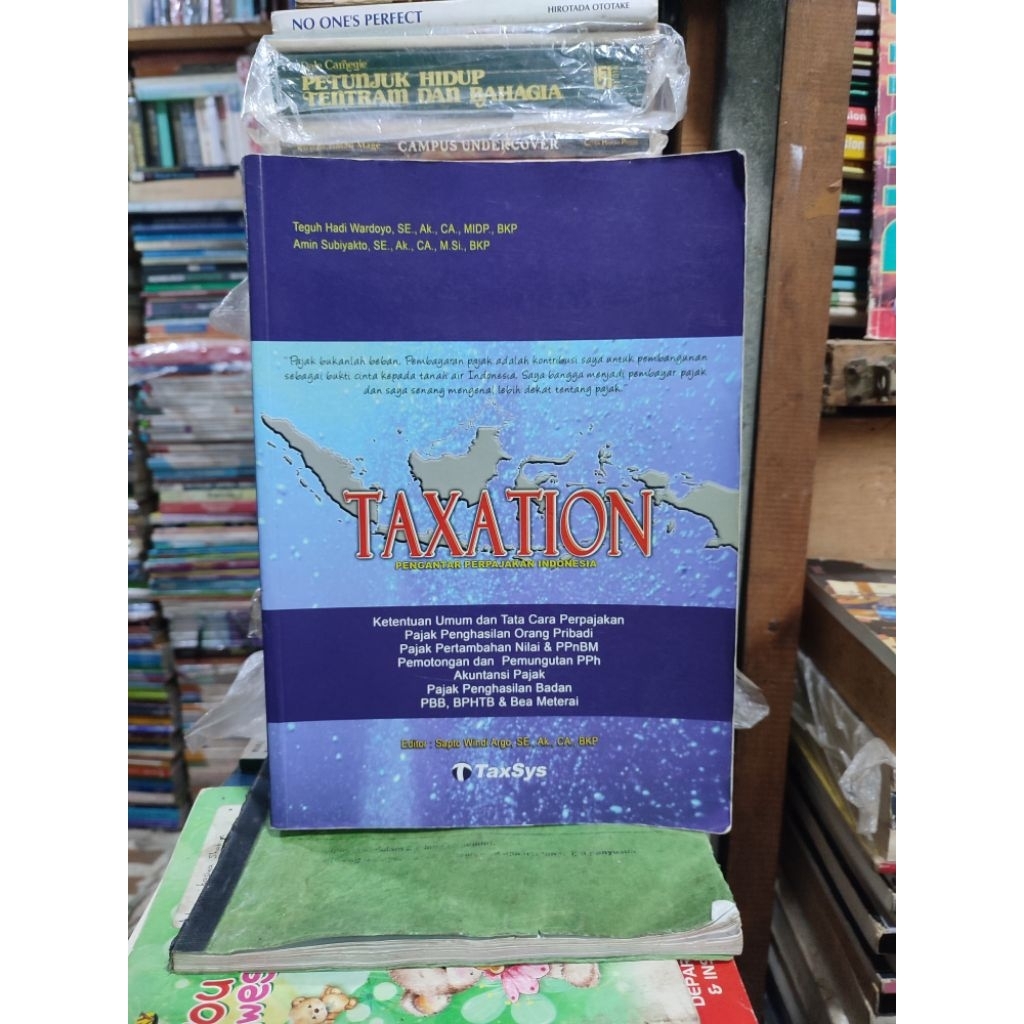 NO ONE'S PERFECT
HIROTADA OTOTAKE
Dale Carnegie
PETUNJUK HIDUP
TENTRAM DAN BAHAGIA
CAMPUS UNDERCOVER
Teguh Hadi Wardoyo, SE., Ak., CA., MIDP., BKP
Amin Subiyakto, SE., Ak., CA., M.Si., BKP
"Pajak bukanlah beban. Pembayaran pajak adalah kontribusi saya untuk pembangunan
sebagai bukti cinta kepada tanah air Indonesia. Saya bangga menjadi pembayar pajak
dan saya senang mengenal lebih dekat tentang pajak."
TAXATION
PENGANTAR PERPAJAKAN INDONESIA
Ketentuan Umum dan Tata Cara Perpajakan
Pajak Penghasilan Orang Pribadi
Pajak Pertambahan Nilai & PPnBM
Pemotongan dan Pemungutan PPh
Akuntansi Pajak
Pajak Penghasilan Badan
PBB, BPHTB & Bea Meterai
Editor : Sapto Windi Argo, SE., Ak., CA., BKP
TaxSys
DEPAR
& INS